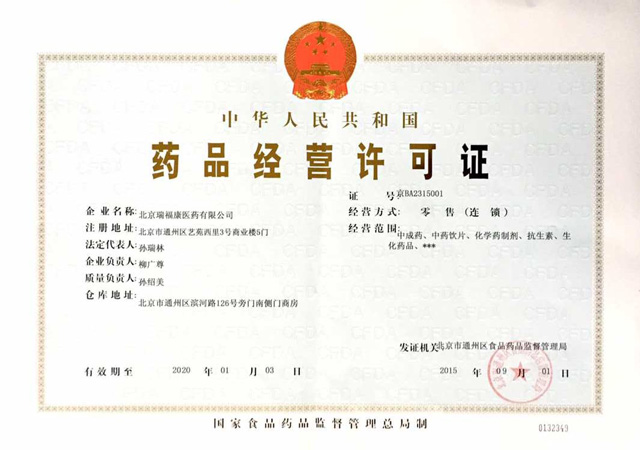 中华人民共和国
药品经营许可证
证 号:京BA2315001
企业名称:北京瑞福康医药有限公司
经营方式:零售(连锁)
注册地址:北京市通州区艺苑西里3号商业楼5门
经营范围:中成药、中药饮片、化学药制剂、抗生素、生
化药品、***
法定代表人:孙瑞林
企业负责人:柳广尊
质量负责人:孙绍美
仓库地址:北京市通州区滨河路126号旁门南侧门商房
发证机关:北京市通州区食品药品监督管理局
有效期至 2020 年 01 月 03 日
2015 年 09 月 01 日
国家食品药品监督管理总局制
0132349